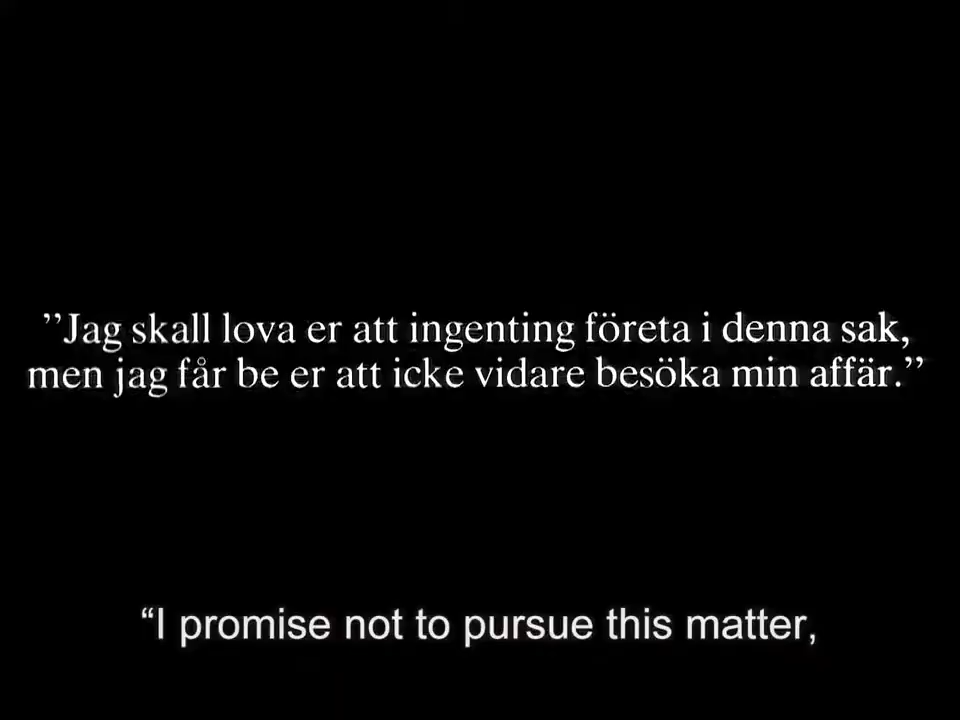 ”Jag skall lova er att ingenting företa i denna sak,
men jag får be er att icke vidare besöka min affär.”
“I promise not to pursue this matter,